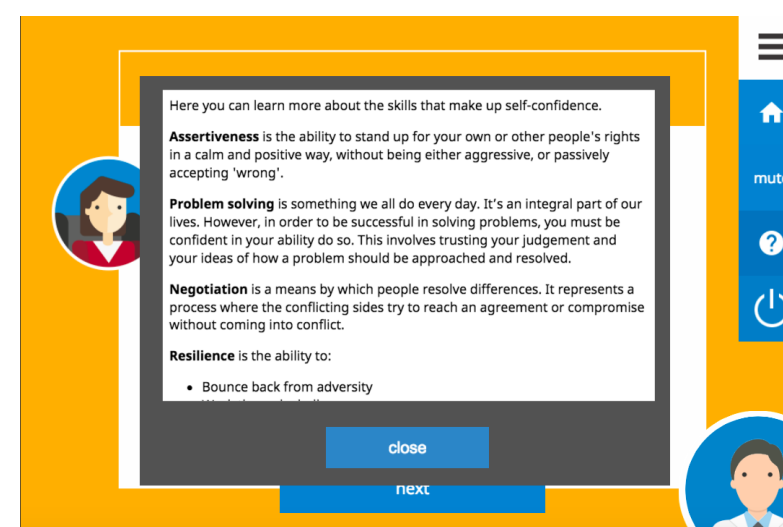 Here you can learn more about the skills that make up self-confidence.
Assertiveness is the ability to stand up for your own or other people's rights
in a calm and positive way, without being either aggressive, or passively
accepting 'wrong'.
Problem solving is something we all do every day. It's an integral part of our
lives. However, in order to be successful in solving problems, you must be
confident in your ability do so. This involves trusting your judgement and
your ideas of how a problem should be approached and resolved.
Negotiation is a means by which people resolve differences. It represents a
process where the conflicting sides try to reach an agreement or compromise
without coming into conflict.
Resilience is the ability to:
• Bounce back from adversity
close
next
mute
?